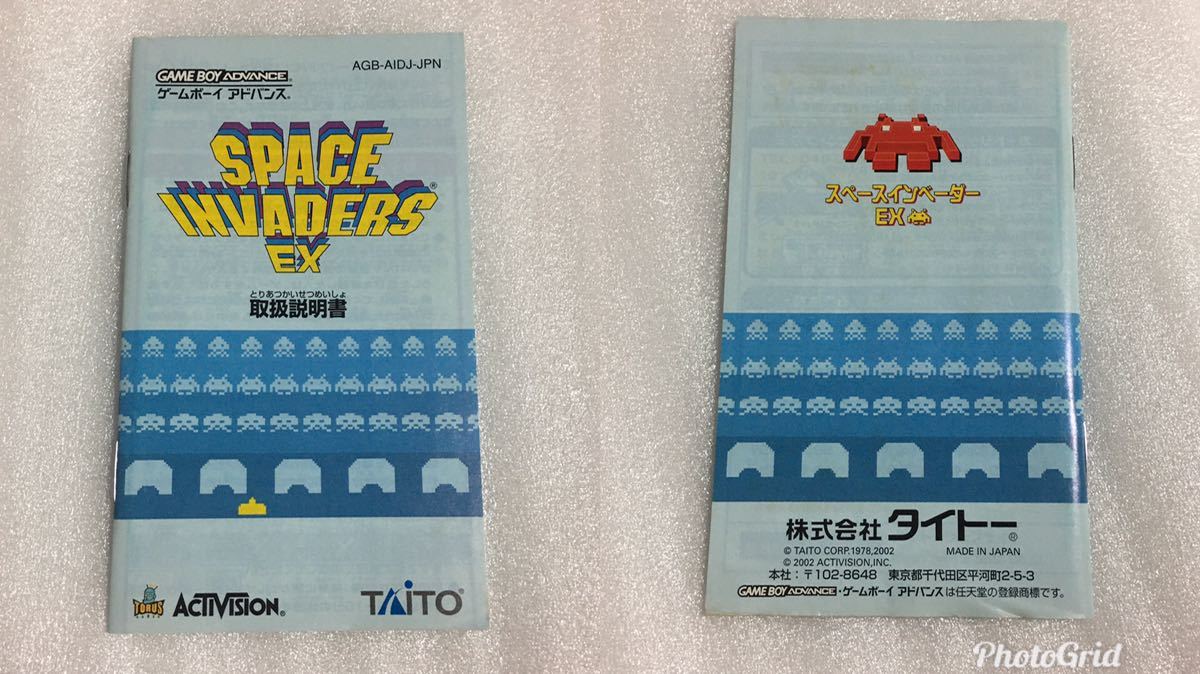 GAME BOY ADVANCE
ゲームボーイ アドバンス
AGB-AIDJ-JPN
SPACE
INVADERS®
EX
とりあつかいせつめいしょ
取扱説明書
TORUS
GAMES
ACTIVISION®
TAITO®
スペースインベーダー
EX
株式会社 タイトー®
© TAITO CORP.1978,2002
MADE IN JAPAN
© 2002 ACTIVISION,INC.
本社：〒102-8648 東京都千代田区平河町2-5-3
GAME BOY ADVANCE・ゲームボーイ アドバンスは任天堂の登録商標です。
PhotoGrid